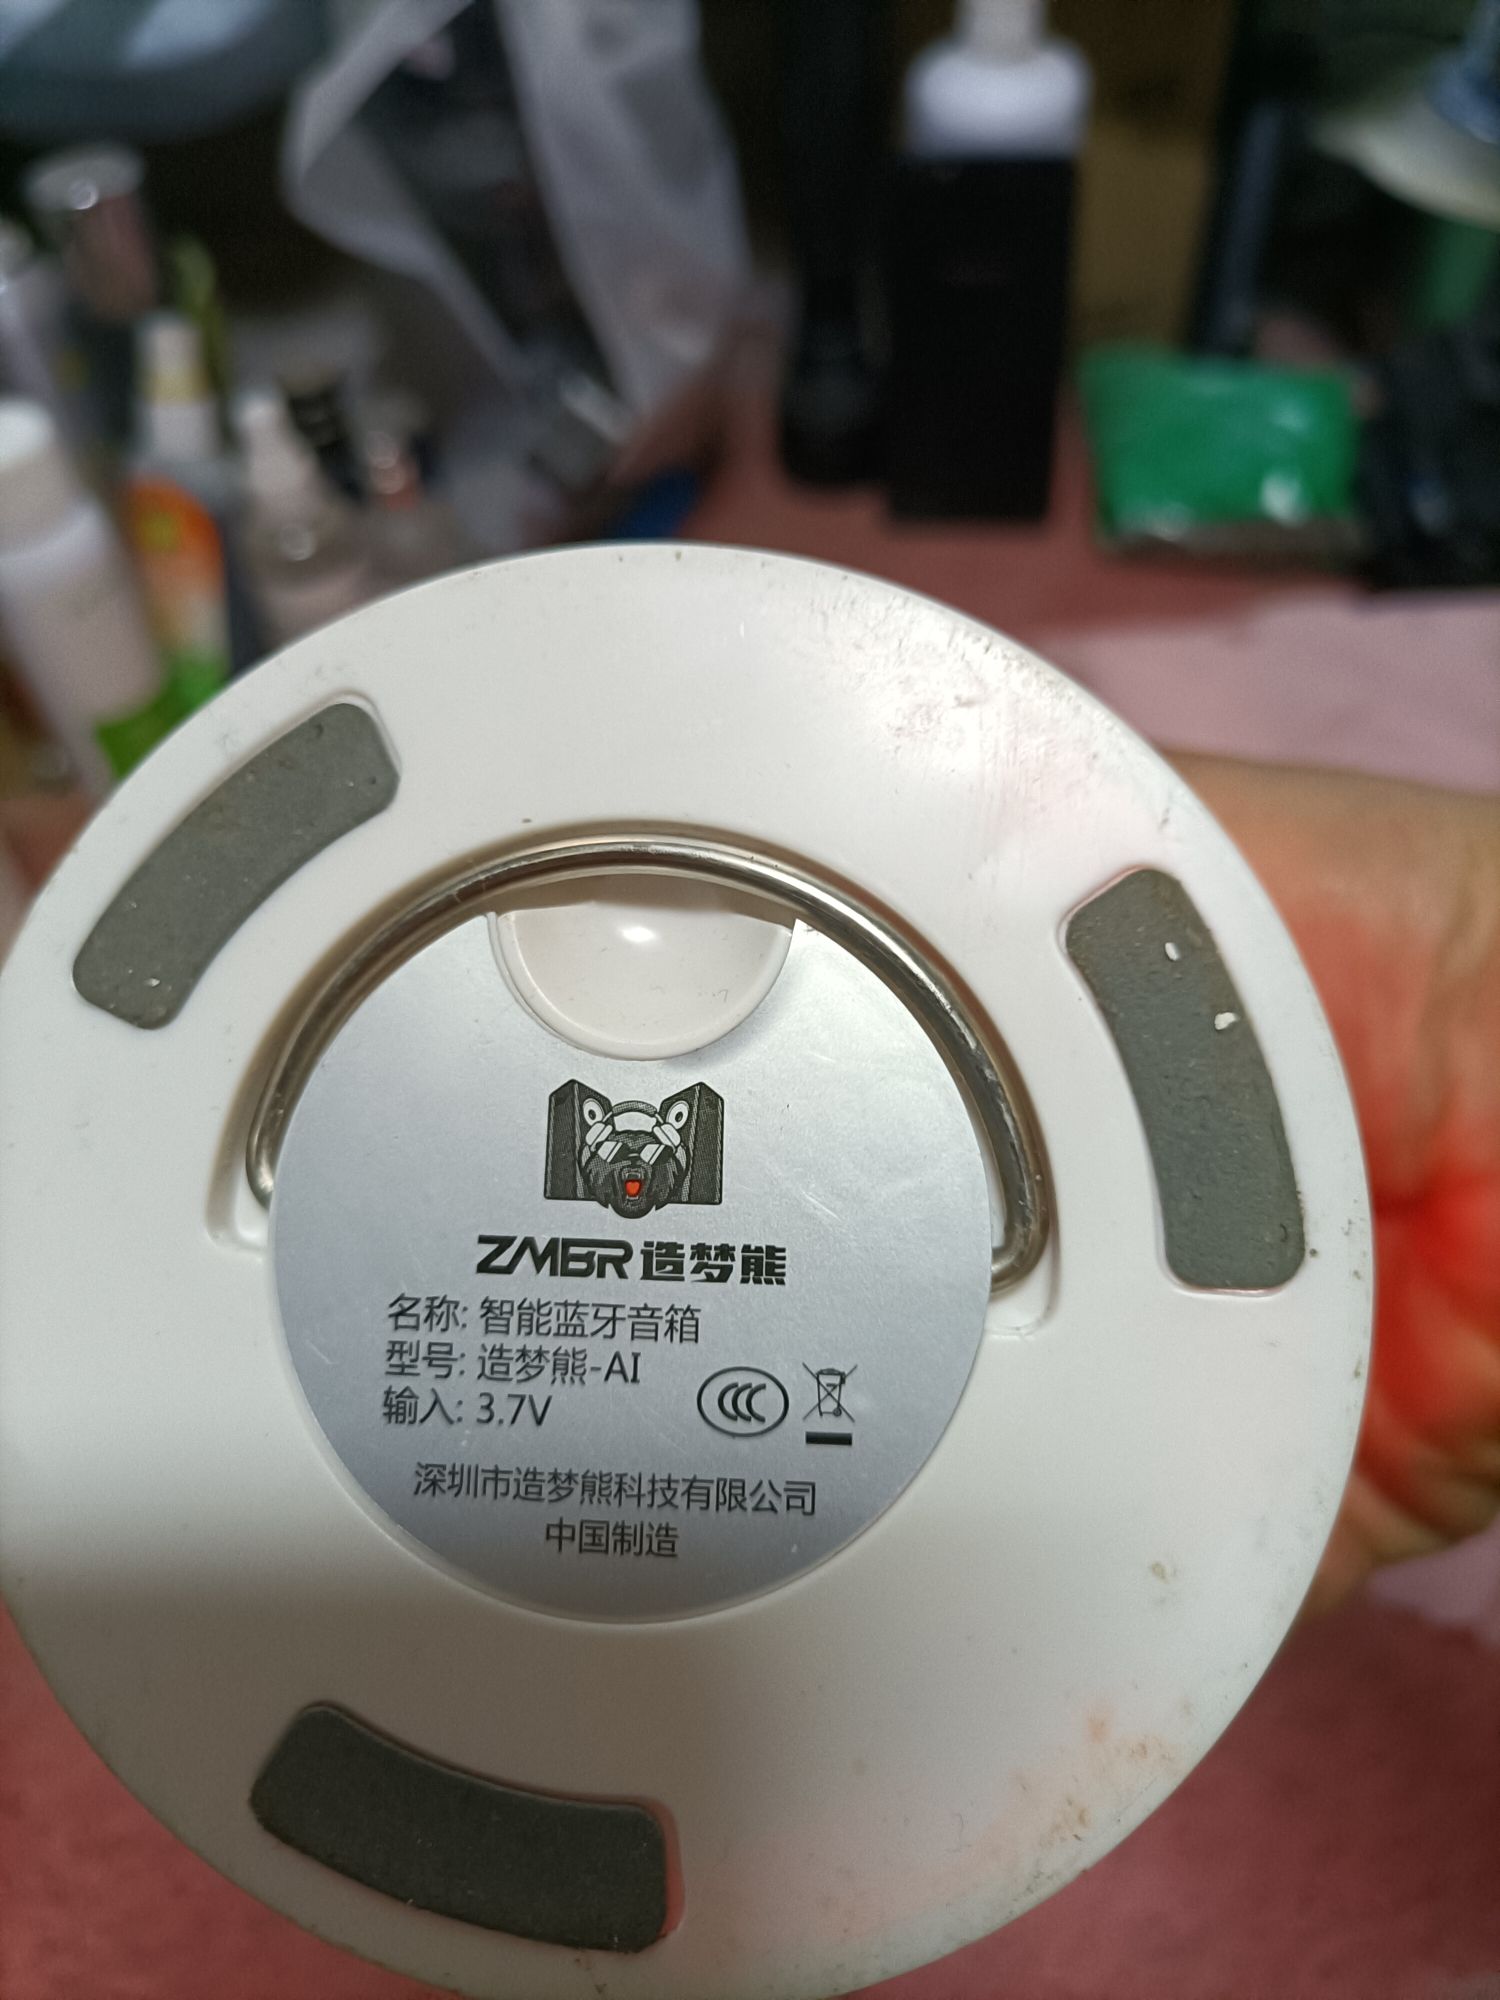 ZMBR 造梦熊
名称: 智能蓝牙音箱
型号: 造梦熊-AI
输入: 3.7V
CCC
深圳市造梦熊科技有限公司
中国制造